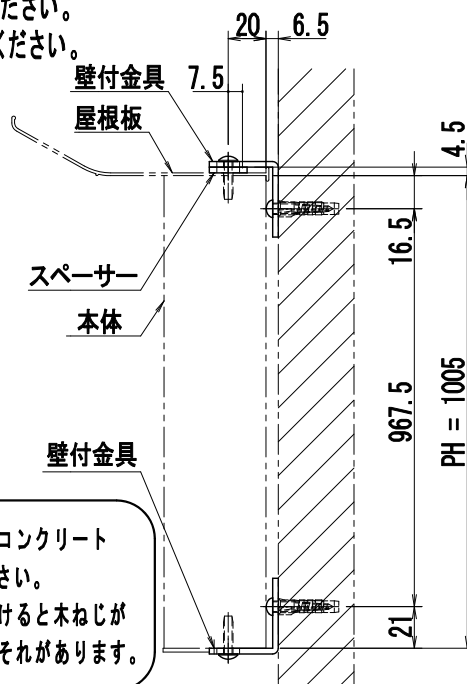 ださい。
ください。
20
6.5
壁付金具
7.5
屋根板
4.5
16.5
スペーサー
本体
967.5
PH = 1005
壁付金具
コンクリート
さい。
けると木ねじが
それがあります。
21